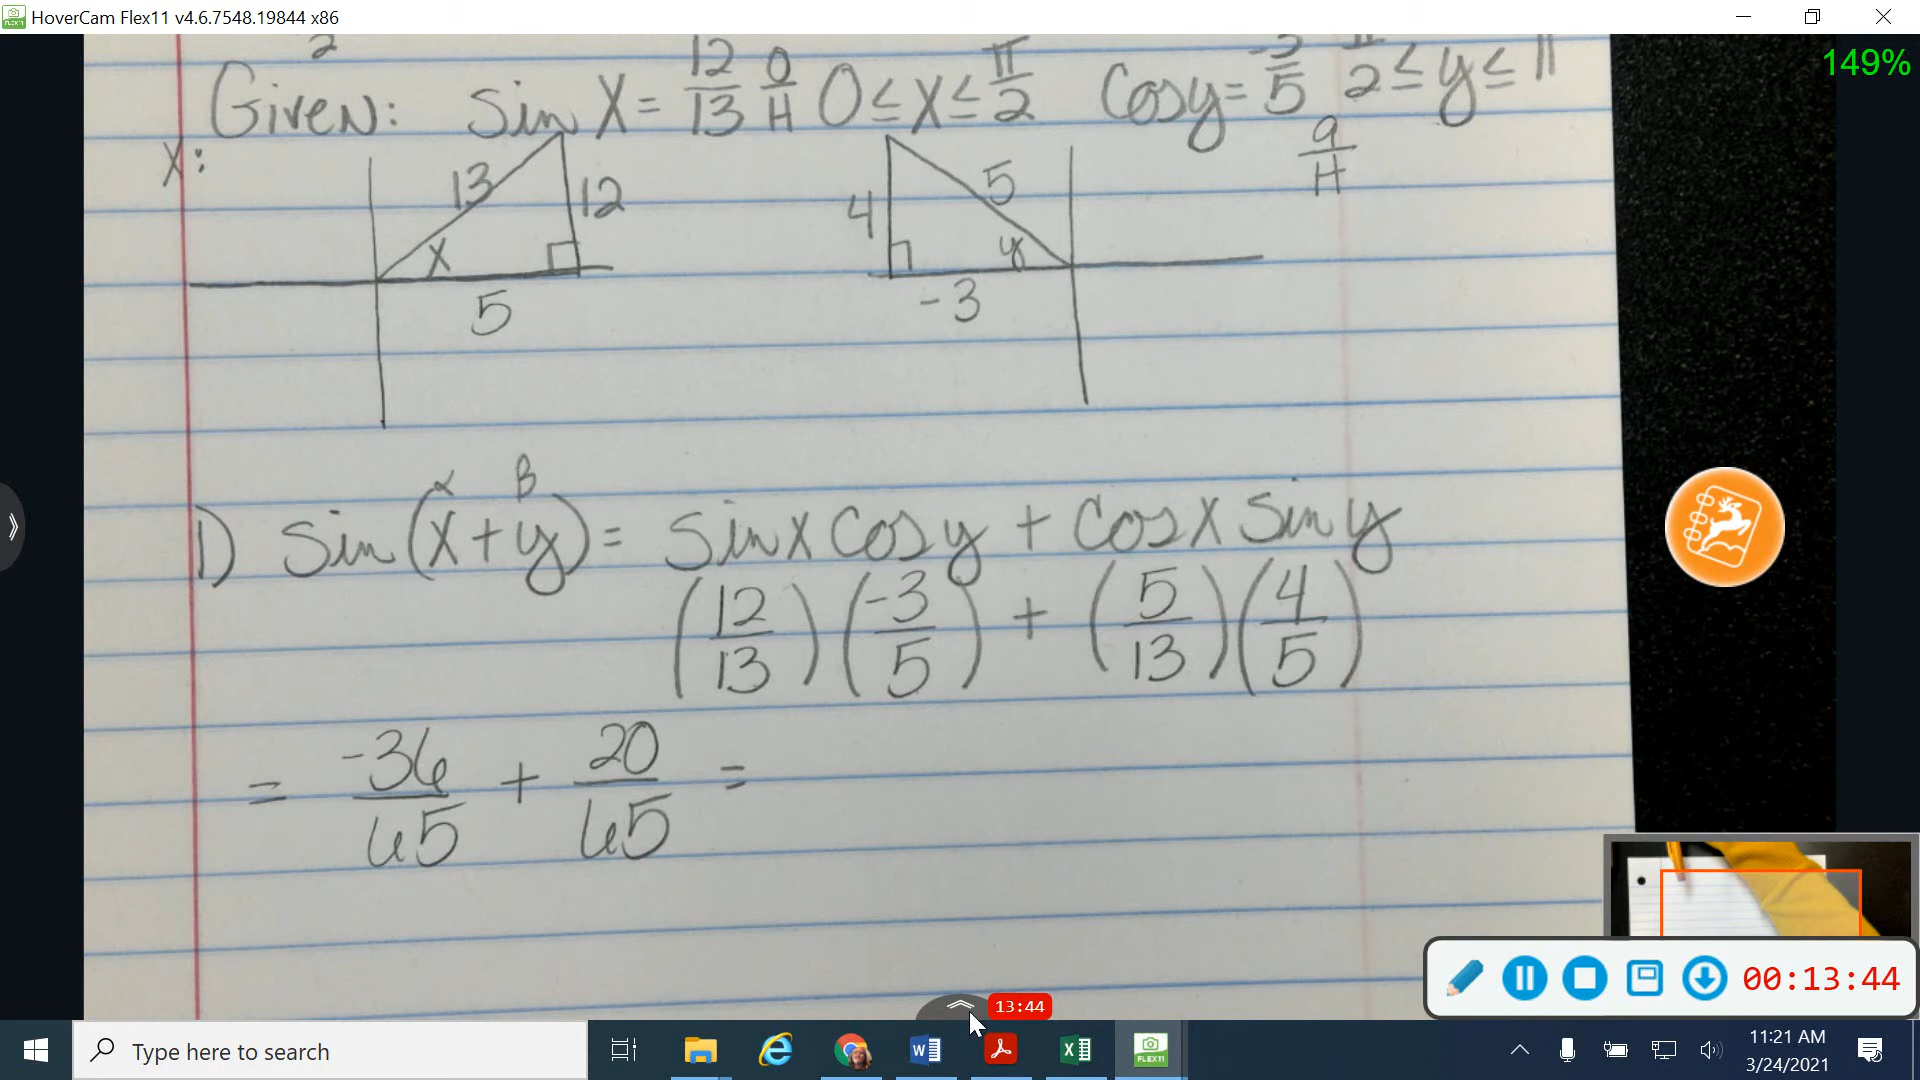 HoverCam Flex11 v4.6.7548.19844 x86
149%
2
Given: sin x = 12/13 O/H 0 ≤ x ≤ π/2 Cos y = -3/5 π/2 ≤ y ≤ π
a/H
x:
13 12 x 5
4 5 y -3
α β
1) Sin (x + y) = sin x cos y + cos x sin y
(12/13)(-3/5) + (5/13)(4/5)
= -36/65 + 20/65 =
00:13:44
13:44
Type here to search
FLEX11
11:21 AM
3/24/2021